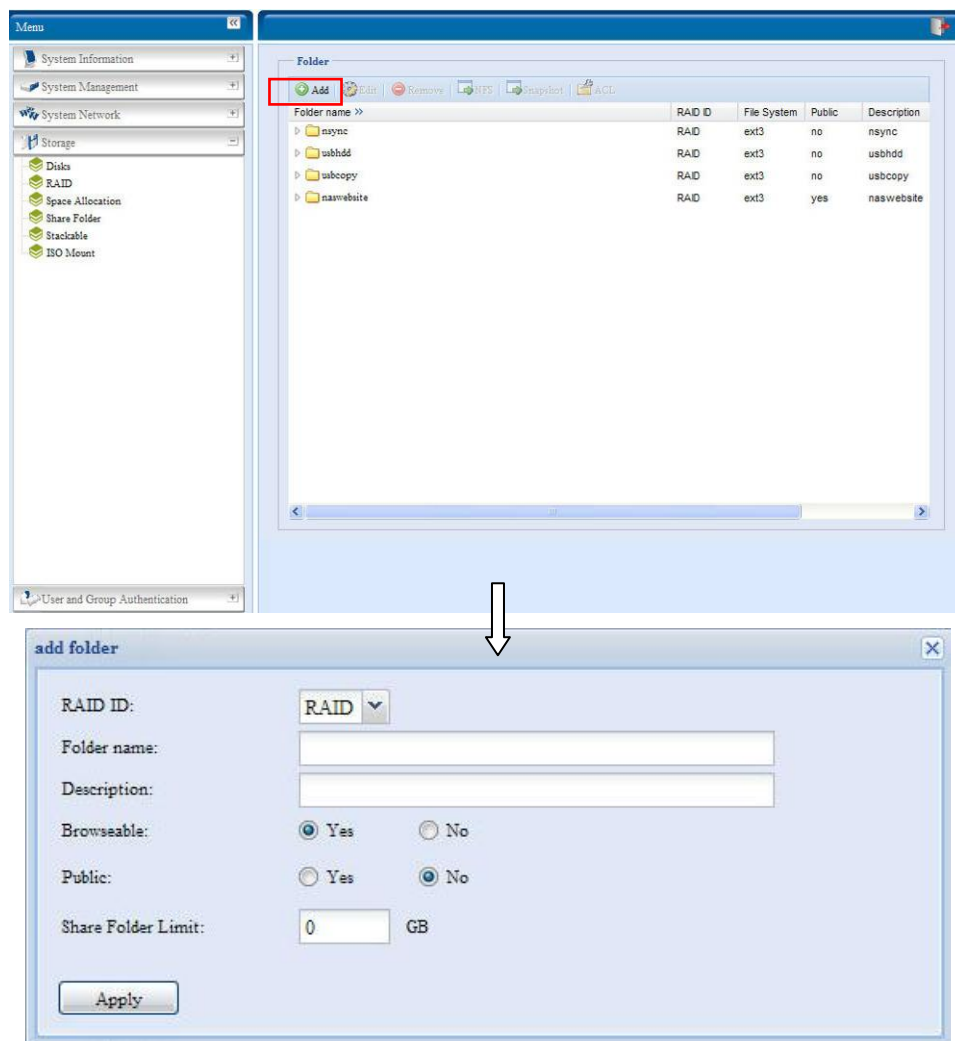 Menu
System Information
System Management
System Network
Storage
Disks
RAID
Space Allocation
Share Folder
Stackable
ISO Mount
User and Group Authentication
Folder
Add Edit Remove NFS Snapshot ACL
Folder name >> RAID ID File System Public Description
nsync RAID ext3 no nsync
usbhdd RAID ext3 no usbhdd
usbcopy RAID ext3 no usbcopy
naswebsite RAID ext3 yes naswebsite
add folder
RAID ID: RAID
Folder name:
Description:
Browseable: Yes No
Public: Yes No
Share Folder Limit: 0 GB
Apply